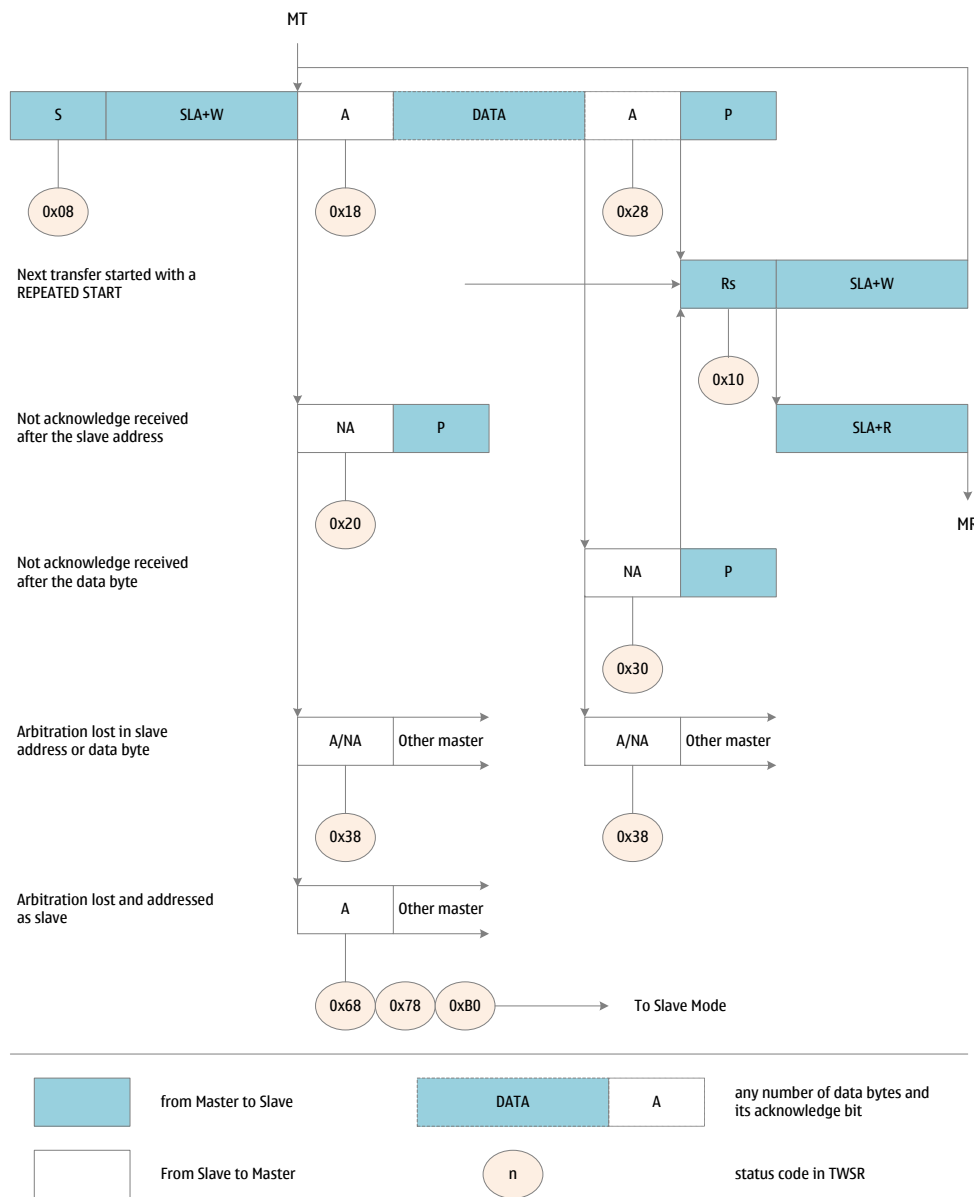 MT
S SLA+W A DATA A P
0x08 0x18 0x28
Next transfer started with a
REPEATED START
Rs SLA+W
0x10
Not acknowledge received
after the slave address
NA P
SLA+R
0x20
MR
Not acknowledge received
after the data byte
NA P
0x30
Arbitration lost in slave
address or data byte
A/NA Other master
A/NA Other master
0x38 0x38
Arbitration lost and addressed
as slave
A Other master
0x68 0x78 0xB0
To Slave Mode
from Master to Slave
DATA A
any number of data bytes and
its acknowledge bit
From Slave to Master
n
status code in TWSR